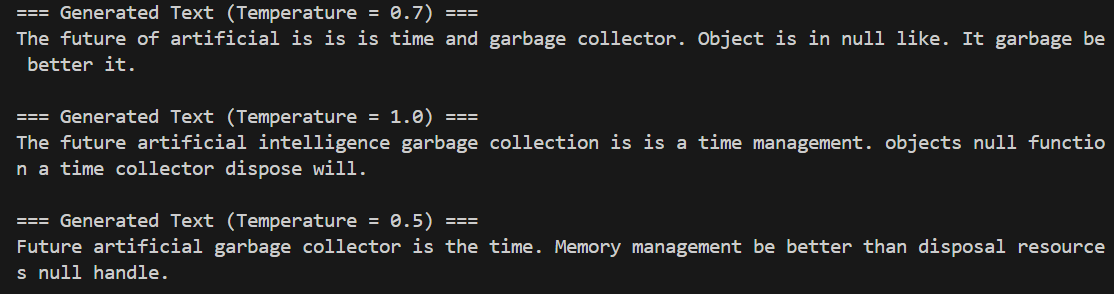 === Generated Text (Temperature = 0.7) ===
The future of artificial is is is time and garbage collector. Object is in null like. It garbage be
 better it.
=== Generated Text (Temperature = 1.0) ===
The future artificial intelligence garbage collection is is a time management. objects null functio
n a time collector dispose will.
=== Generated Text (Temperature = 0.5) ===
Future artificial garbage collector is the time. Memory management be better than disposal resource
s null handle.